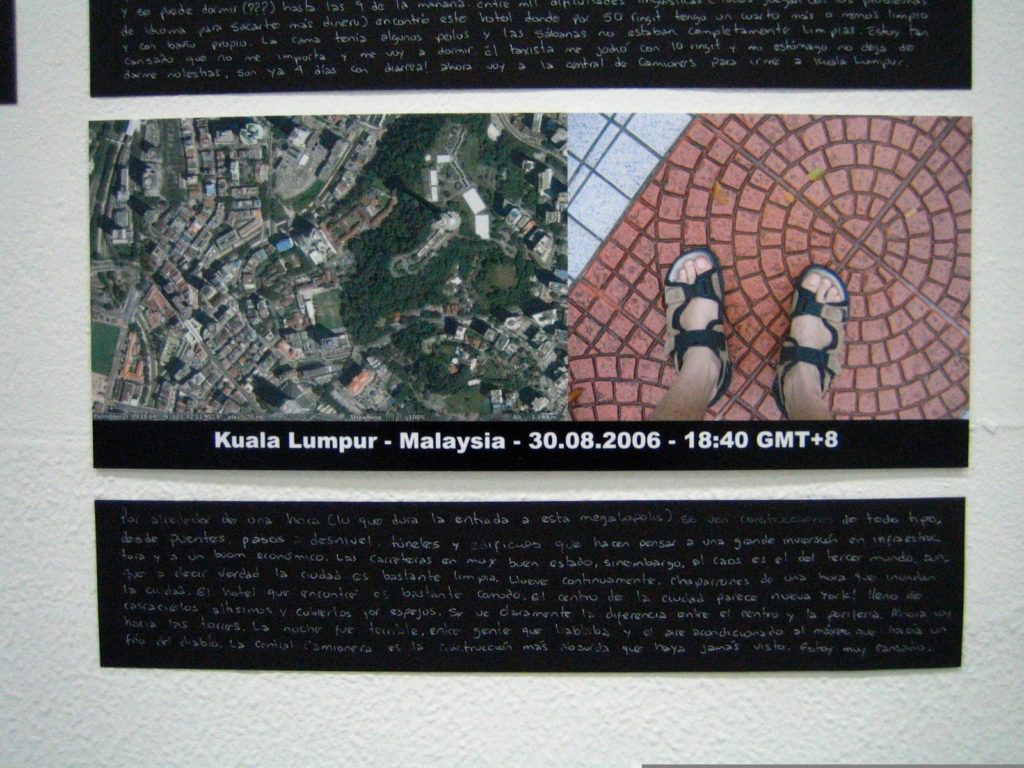 y se puede dormir (???) hasta las 9 de la mañana. entre mil dificultades
de idioma para sacarte más dinero) encontré este hotel donde por 50 ringit tengo un cuarto más o menos limpio
y con baño propio. La cama tenía algunos pelos y las sábanas no estaban completamente limpias. Estoy tan
cansado que no me importa y me voy a dormir. El taxista me jodió con 10 ringit y mi estómago no deja de
darme molestias, son ya 4 días con diarrea! ahora voy a la central de camiones para irme a Kuala Lumpur.
Streaming 100%
Kuala Lumpur - Malaysia - 30.08.2006 - 18:40 GMT+8
Por alrededor de una hora (lo que dura la entrada a esta megalópolis) se ven construcciones de todo tipo,
desde puentes, pasos a desnivel, túneles y edificios que hacen pensar a una grande inversión en infraestruc
tura y a un boom económico. Las carreteras en muy buen estado, sinembargo, el caos es el del tercer mundo, aun-
que a decir verdad la ciudad es bastante limpia. Llueve continuamente, chaparrones de una hora que inundan
la ciudad. El hotel que encontré es bastante comodo. El centro de la ciudad parece nueva York! lleno de
rascacielos altísimos y cubiertos por espejos. Se ve claramente la diferencia entre el centro y la periferia. Ahora voy
hacia las torres. La noche fue terrible, entre gente que hablaba y el aire acondicionado al máximo que hacía un
frío del diablo. La central camionera es la construcción más absurda que haya jamás visto. Estoy muy cansado.